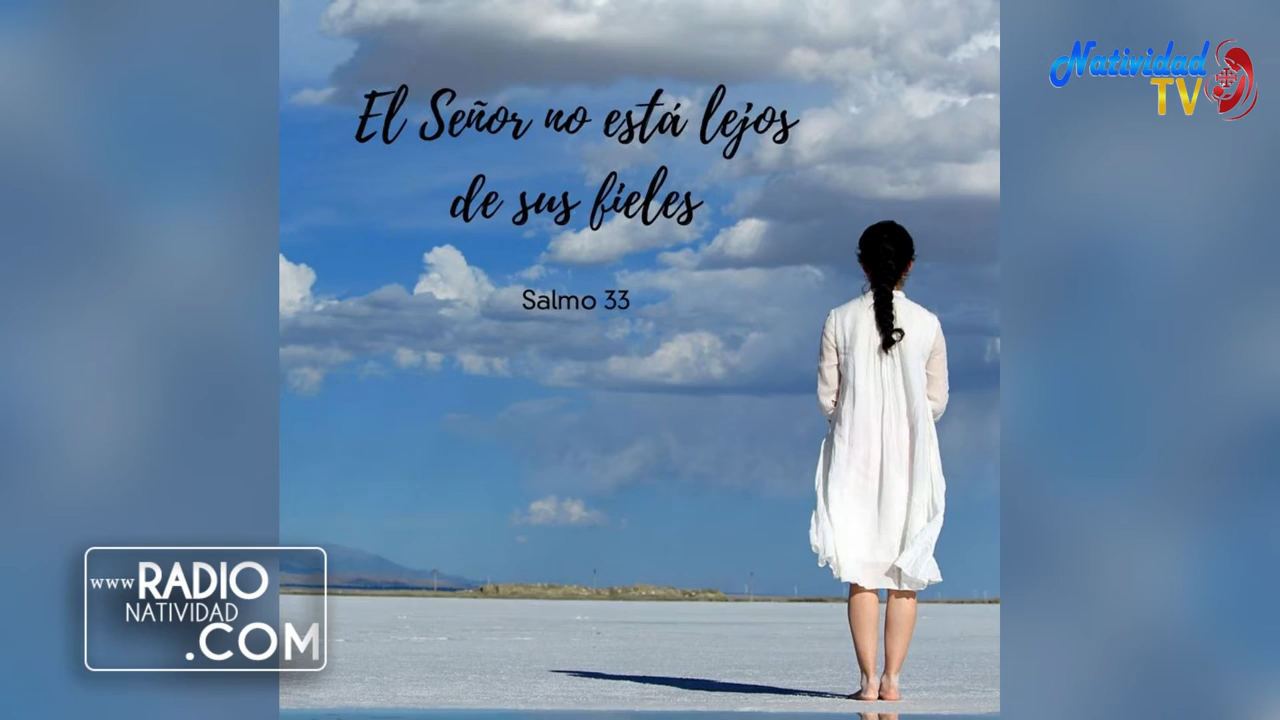 El Señor no está lejos
de sus fieles
Salmo 33
Natividad
TV
www RADIO
NATIVIDAD
.COM